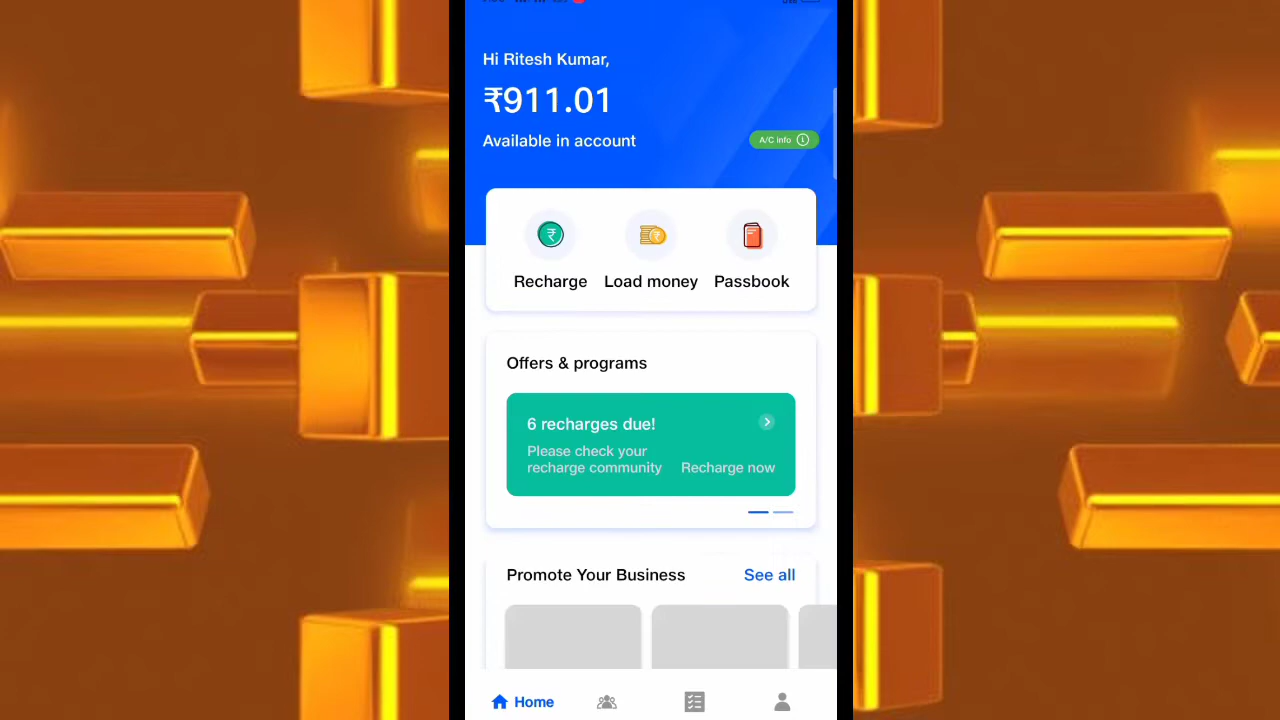 Hi Ritesh Kumar,
₹911.01
Available in account
A/C info
Recharge
Load money
Passbook
Offers & programs
6 recharges due!
Please check your
recharge community
Recharge now
Promote Your Business
See all
Home